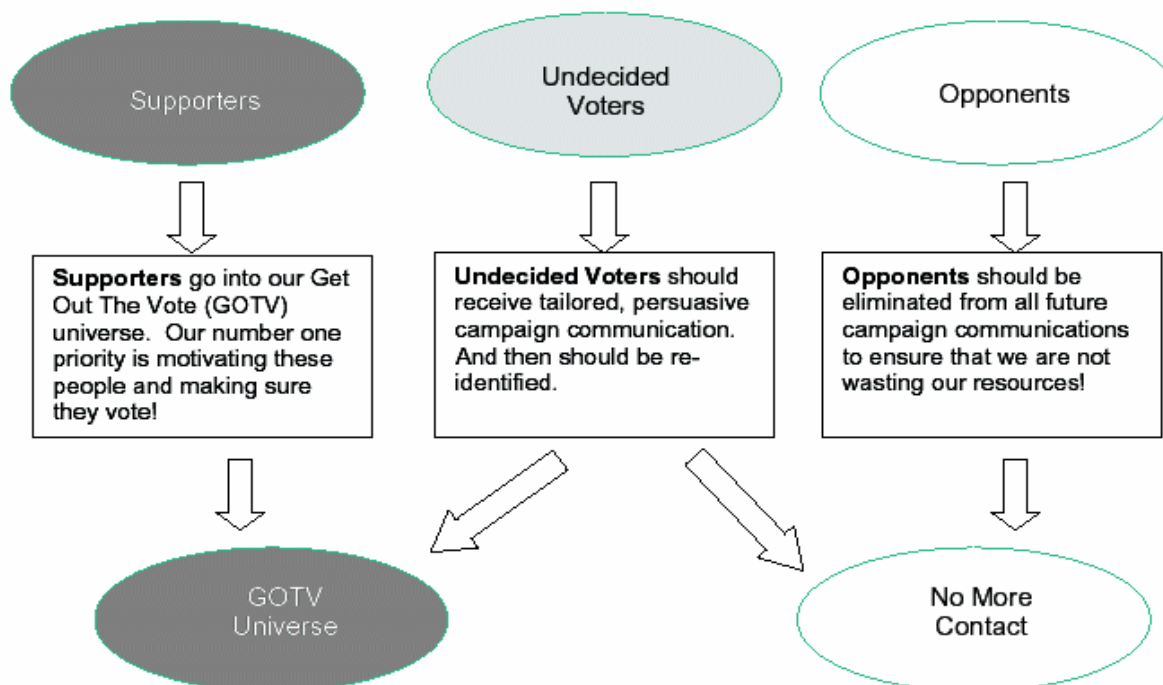 Supporters
Undecided
Voters
Opponents
Supporters go into our Get
Out The Vote (GOTV)
universe. Our number one
priority is motivating these
people and making sure
they vote!
Undecided Voters should
receive tailored, persuasive
campaign communication.
And then should be re-
identified.
Opponents should be
eliminated from all future
campaign communications
to ensure that we are not
wasting our resources!
GOTV
Universe
No More
Contact